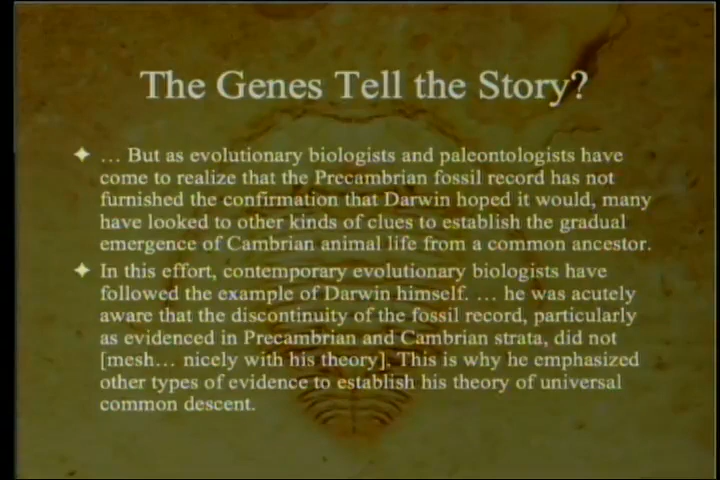 The Genes Tell the Story?
… But as evolutionary biologists and paleontologists have
come to realize that the Precambrian fossil record has not
furnished the confirmation that Darwin hoped it would, many
have looked to other kinds of clues to establish the gradual
emergence of Cambrian animal life from a common ancestor.
In this effort, contemporary evolutionary biologists have
followed the example of Darwin himself. … he was acutely
aware that the discontinuity of the fossil record, particularly
as evidenced in Precambrian and Cambrian strata, did not
[mesh… nicely with his theory]. This is why he emphasized
other types of evidence to establish his theory of universal
common descent.